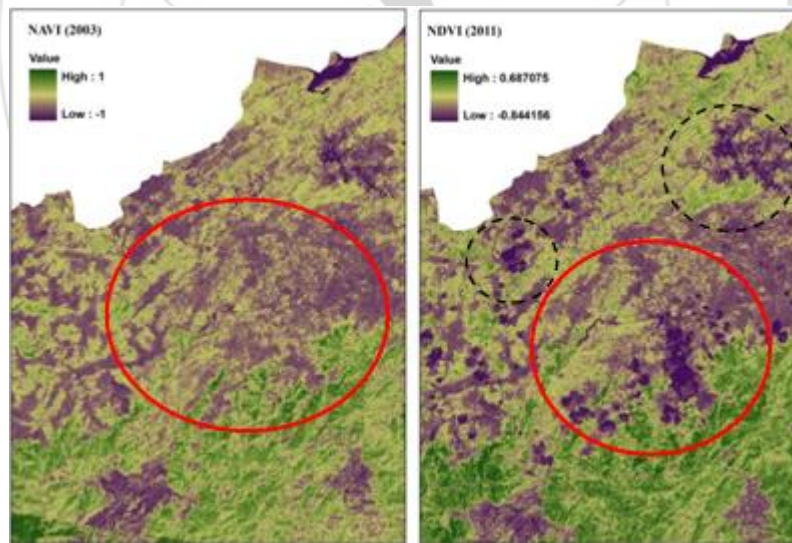 NAVI (2003)
Value
High : 1
Low : -1
NDVI (2011)
Value
High : 0.687075
Low : -0.844156